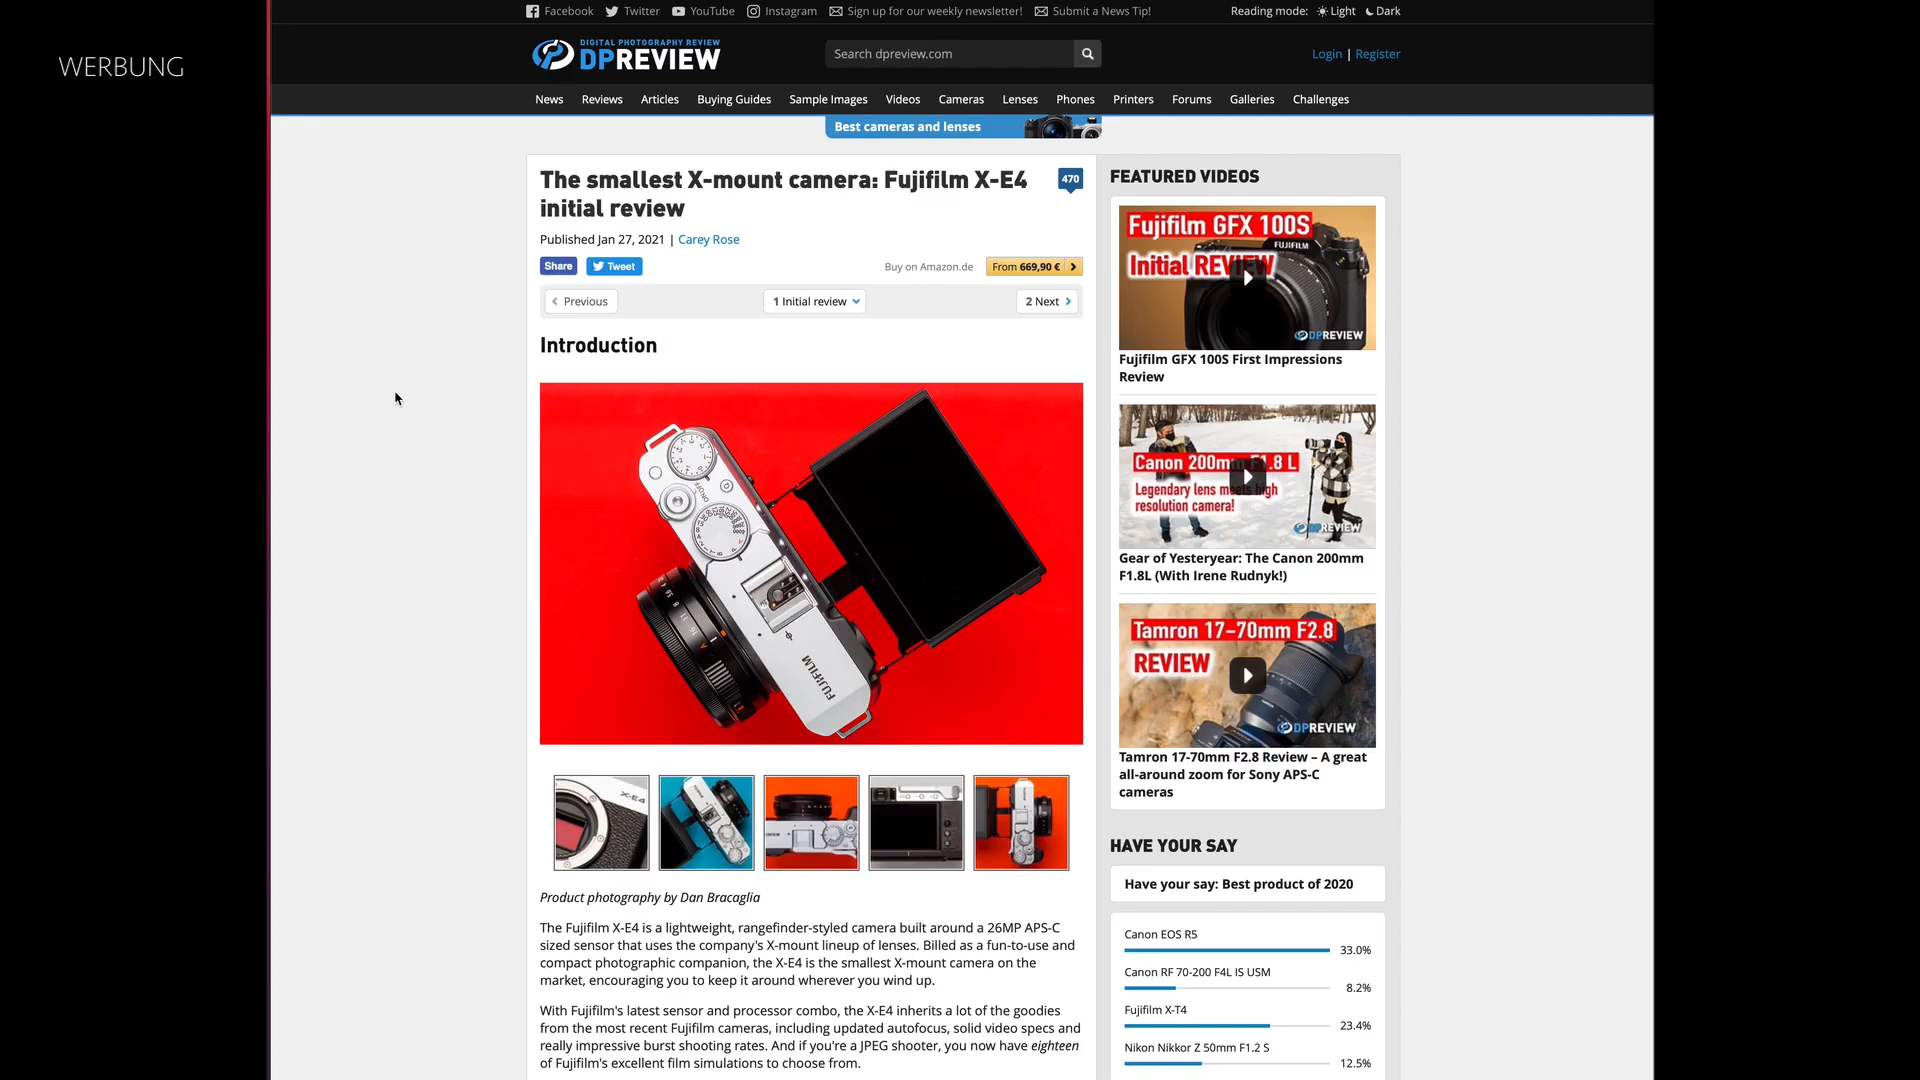 WERBUNG
Facebook Twitter YouTube Instagram Sign up for our weekly newsletter! Submit a News Tip! Reading mode: Light Dark
DIGITAL PHOTOGRAPHY REVIEW
DPREVIEW
Search dpreview.com
Login | Register
News Reviews Articles Buying Guides Sample Images Videos Cameras Lenses Phones Printers Forums Galleries Challenges
Best cameras and lenses
The smallest X-mount camera: Fujifilm X-E4
initial review
470
Published Jan 27, 2021 | Carey Rose
Share Tweet Buy on Amazon.de From 669,90 €
Previous 1 Initial review 2 Next
Introduction
ON OFF
FUJIFILM
X-E4
Product photography by Dan Bracaglia
The Fujifilm X-E4 is a lightweight, rangefinder-styled camera built around a 26MP APS-C
sized sensor that uses the company's X-mount lineup of lenses. Billed as a fun-to-use and
compact photographic companion, the X-E4 is the smallest X-mount camera on the
market, encouraging you to keep it around wherever you wind up.
With Fujifilm's latest sensor and processor combo, the X-E4 inherits a lot of the goodies
from the most recent Fujifilm cameras, including updated autofocus, solid video specs and
really impressive burst shooting rates. And if you're a JPEG shooter, you now have eighteen
of Fujifilm's excellent film simulations to choose from.
FEATURED VIDEOS
Fujifilm GFX 100S
Initial REVIEW
FUJIFILM
DPREVIEW
Fujifilm GFX 100S First Impressions
Review
Canon 200mm F1.8 L
Legendary lens meets high
resolution camera!
DPREVIEW
Gear of Yesteryear: The Canon 200mm
F1.8L (With Irene Rudnyk!)
Tamron 17-70mm F2.8
REVIEW
DPREVIEW
Tamron 17-70mm F2.8 Review – A great
all-around zoom for Sony APS-C
cameras
HAVE YOUR SAY
Have your say: Best product of 2020
Canon EOS R5
33.0%
Canon RF 70-200 F4L IS USM
8.2%
Fujifilm X-T4
23.4%
Nikon Nikkor Z 50mm F1.2 S
12.5%